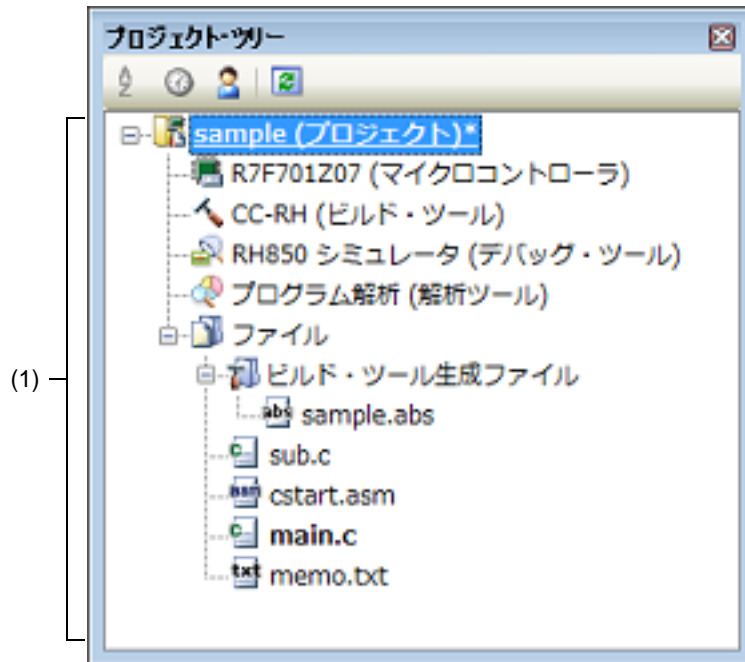 プロジェクト・ツリー
(1)
sample (プロジェクト)*
R7F701Z07 (マイクロコントローラ)
CC-RH (ビルド・ツール)
RH850 シミュレータ (デバッグ・ツール)
プログラム解析 (解析ツール)
ファイル
ビルド・ツール生成ファイル
abs sample.abs
c sub.c
asm cstart.asm
c main.c
txt memo.txt